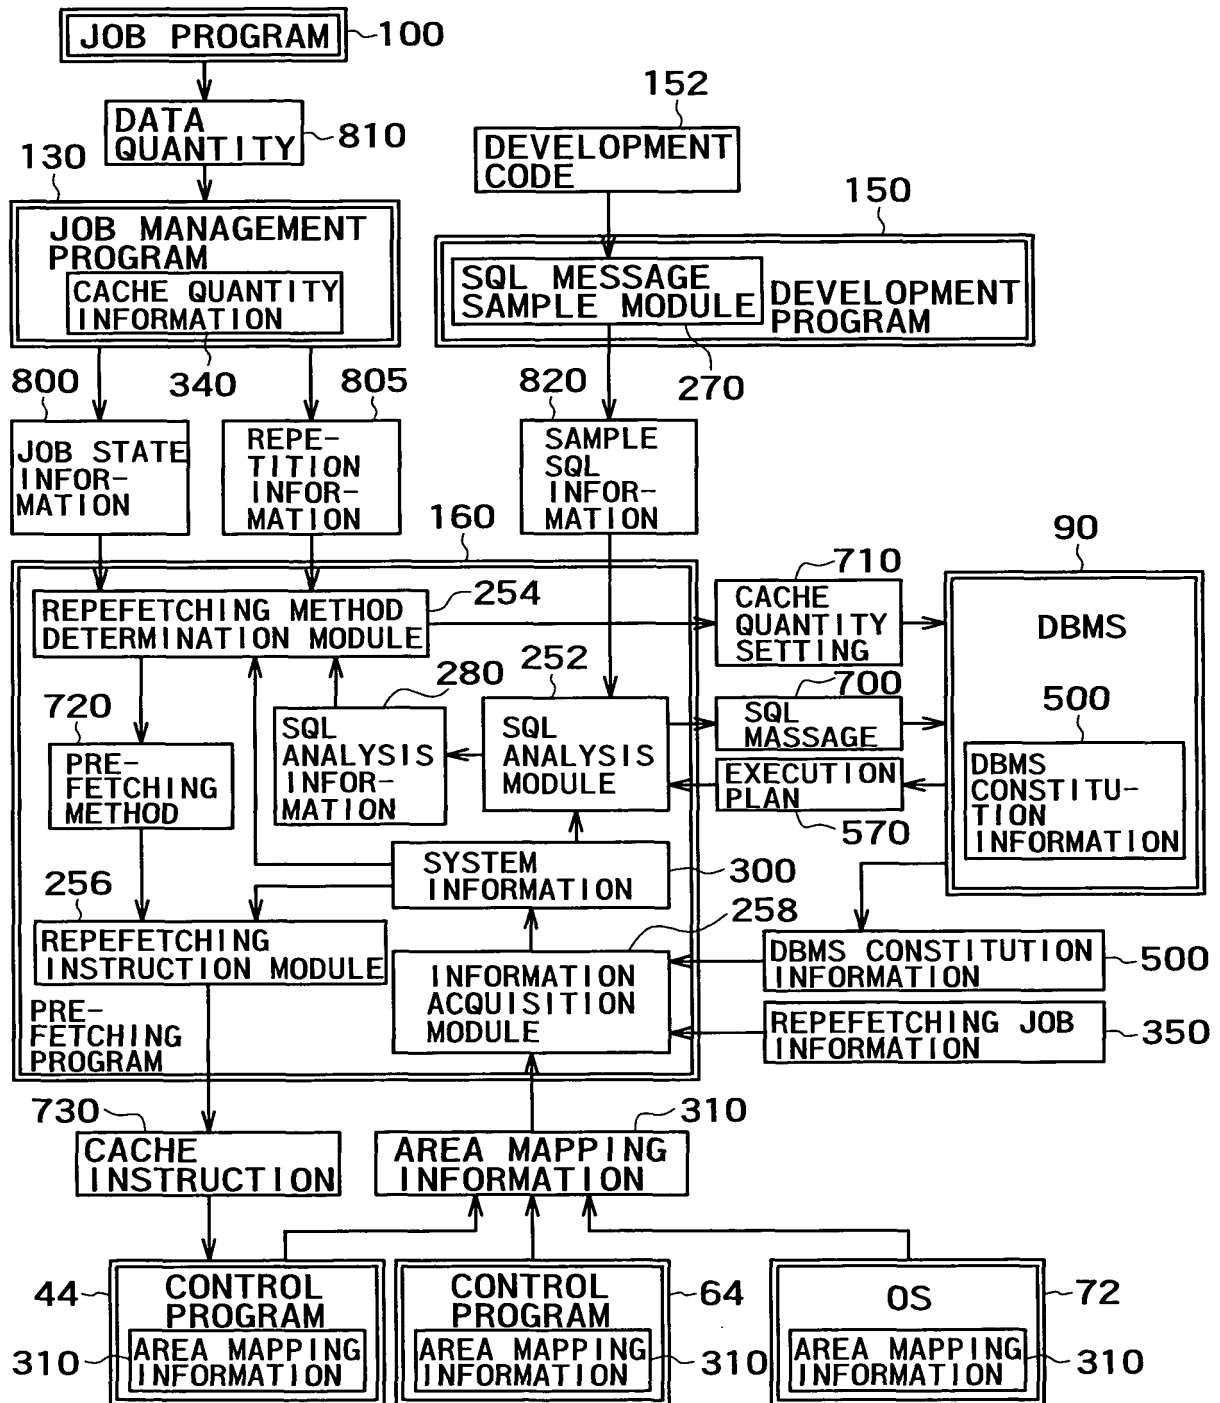 JOB PROGRAM
100
DATA
QUANTITY
810
152
DEVELOPMENT
CODE
130
JOB MANAGEMENT
PROGRAM
CACHE QUANTITY
INFORMATION
340
150
SQL MESSAGE
SAMPLE MODULE
DEVELOPMENT
PROGRAM
270
800
JOB STATE
INFOR-
MATION
805
REPE-
TITION
INFOR-
MATION
820
SAMPLE
SQL
INFOR-
MATION
160
REPEFETCHING METHOD
DETERMINATION MODULE
254
710
CACHE
QUANTITY
SETTING
90
DBMS
500
DBMS
CONSTITU-
TION
INFORMATION
720
PRE-
FETCHING
METHOD
280
SQL
ANALYSIS
INFOR-
MATION
252
SQL
ANALYSIS
MODULE
700
SQL
MASSAGE
EXECUTION
PLAN
570
SYSTEM
INFORMATION
300
256
REPEFETCHING
INSTRUCTION MODULE
258
INFORMATION
ACQUISITION
MODULE
DBMS CONSTITUTION
INFORMATION
500
REPEFETCHING JOB
INFORMATION
350
PRE-
FETCHING
PROGRAM
730
CACHE
INSTRUCTION
310
AREA MAPPING
INFORMATION
44
CONTROL
PROGRAM
310
AREA MAPPING
INFORMATION
CONTROL
PROGRAM
64
AREA MAPPING
INFORMATION
310
OS
72
AREA MAPPING
INFORMATION
310